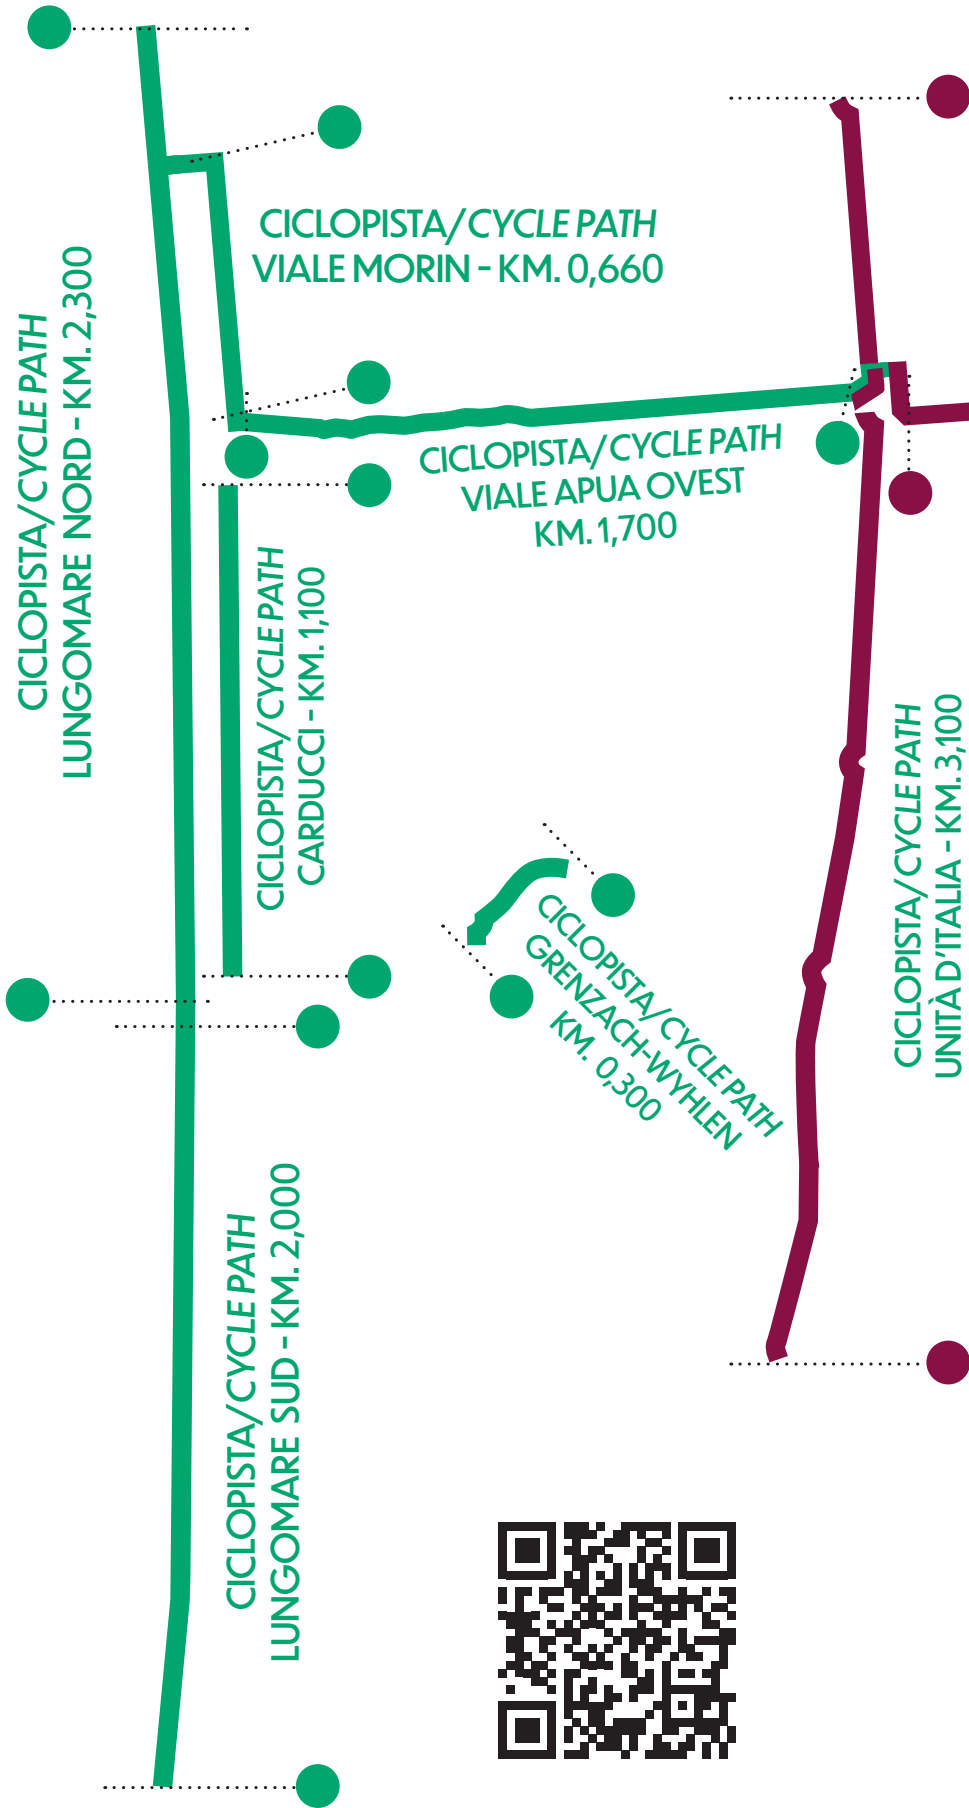 CICLOPISTA/CYCLE PATH
VIALE MORIN - KM. 0,660
CICLOPISTA/CYCLE PATH
LUNGOMARE NORD - KM. 2,300
CICLOPISTA/CYCLE PATH
VIALE APUA OVEST
KM. 1,700
CICLOPISTA/CYCLE PATH
CARDUCCI - KM. 1,100
CICLOPISTA/CYCLE PATH
UNITÀ D'ITALIA - KM. 3,100
CICLOPISTA/CYCLE PATH
GRENZACH-WYHLEN
KM. 0,300
CICLOPISTA/CYCLE PATH
LUNGOMARE SUD - KM. 2,000